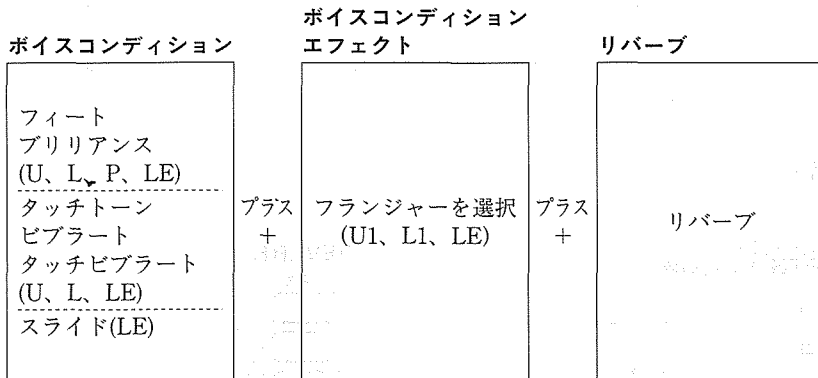 ボイスコンディション
フィート
ブリリアンス
(U、L、P、LE)
タッチトーン
ビブラート
タッチビブラート
(U、L、LE)
スライド(LE)
プラス
+
ボイスコンディション
エフェクト
フランジャーを選択
(U1、L1、LE)
プラス
+
リバーブ
リバーブ